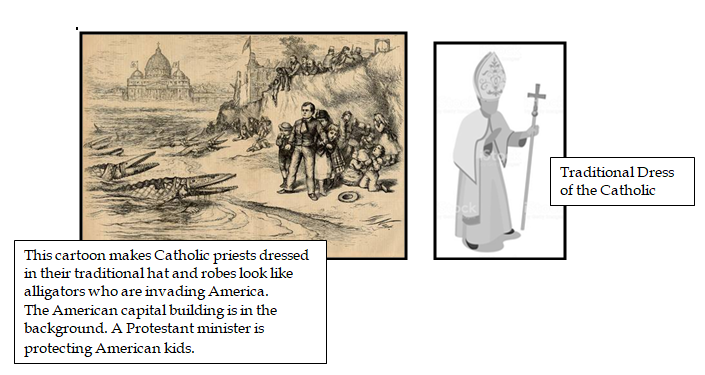 Traditional Dress
of the Catholic
This cartoon makes Catholic priests dressed
in their traditional hat and robes look like
alligators who are invading America.
The American capital building is in the
background. A Protestant minister is
protecting American kids.